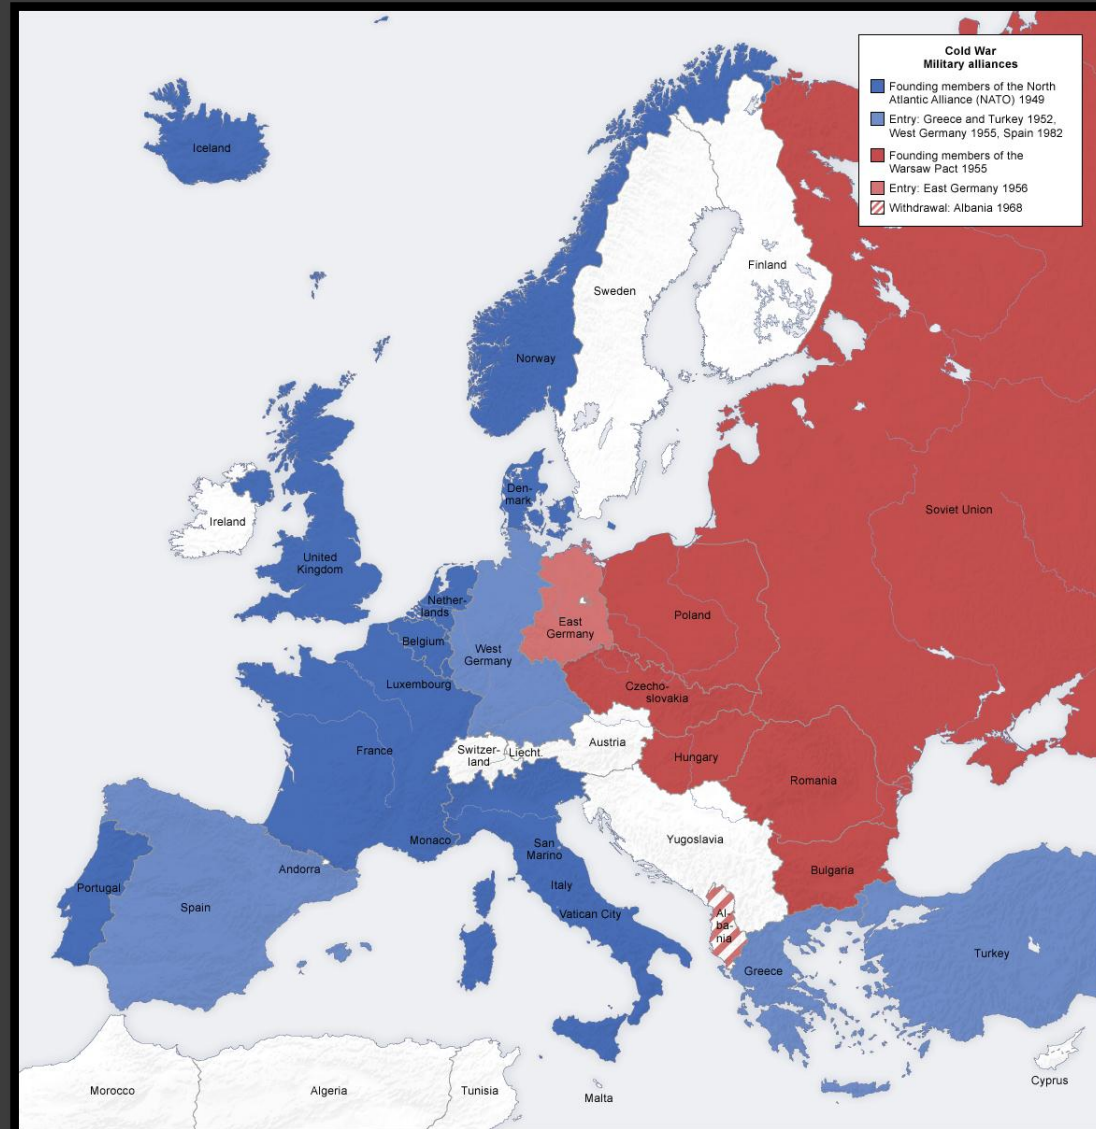 Cold War
Military alliances
Founding members of the North
Atlantic Alliance (NATO) 1949
Entry: Greece and Turkey 1952,
West Germany 1955, Spain 1982
Founding members of the
Warsaw Pact 1955
Entry: East Germany 1956
Withdrawal: Albania 1968
Iceland
Finland
Sweden
Norway
Den-
mark
Soviet Union
Ireland
United
Kingdom
Nether-
lands
Poland
East
Germany
Belgium
West
Germany
Luxembourg
Czecho-
slovakia
France
Switzer-
land
Liecht.
Austria
Hungary
Romania
Monaco
San
Marino
Yugoslavia
Andorra
Bulgaria
Portugal
Spain
Italy
Vatican City
Al-
ba-
nia
Greece
Turkey
Morocco
Algeria
Tunisia
Malta
Cyprus